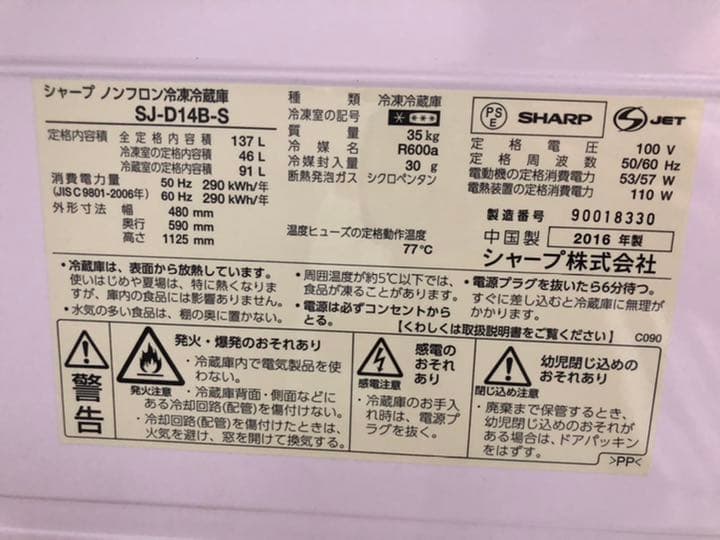 シャープ ノンフロン冷凍冷蔵庫
SJ-D14B-S
定格内容積 全定格内容積 137 L
冷凍室の定格内容積 46 L
冷蔵室の定格内容積 91 L
消費電力量 50 Hz 290 kWh/年
(JIS C 9801-2006年) 60 Hz 290 kWh/年
外形寸法 幅 480 mm
奥行 590 mm
高さ 1125 mm
種類 冷凍冷蔵庫
冷凍室の記号
質量 35 kg
冷媒名 R600a
冷媒封入量 30 g
断熱発泡ガス シクロペンタン
温度ヒューズの定格動作温度
77℃
PS
E
SHARP
JET
定格電圧 100 V
定格周波数 50/60 Hz
電動機の定格消費電力 53/57 W
電熱装置の定格消費電力 110 W
製造番号 90018330
中国製 2016 年製
シャープ株式会社
・冷蔵庫は、表面から放熱しています。
使いはじめや夏場は、特に熱くなりま
すが、庫内の食品には影響ありません。
・水気の多い食品は、棚の奥に置かない。
・周囲温度が約5℃以下では、
食品が凍ることがあります。
・電源は必ずコンセントから
とる。
・電源プラグを抜いたら6分待つ。
すぐに差し込むと冷蔵庫に無理が
かかります。
【くわしくは取扱説明書をご覧ください】
C090
警告
発火注意
発火・爆発のおそれあり
・冷蔵庫内で電気製品を使
わない。
・冷蔵庫背面・側面などに
ある冷却回路(配管)を傷付けない。
・冷却回路(配管)を傷付けたときは、
火気を避け、窓を開けて換気する。
感電注意
感電の
おそれ
あり
・冷蔵庫のお手入
れ時は、電源プ
ラグを抜く。
閉じ込め注意
幼児閉じ込めの
おそれあり
・廃棄まで保管するとき、
幼児閉じ込めのおそれが
ある場合は、ドアパッキン
をはずす。
>PP<